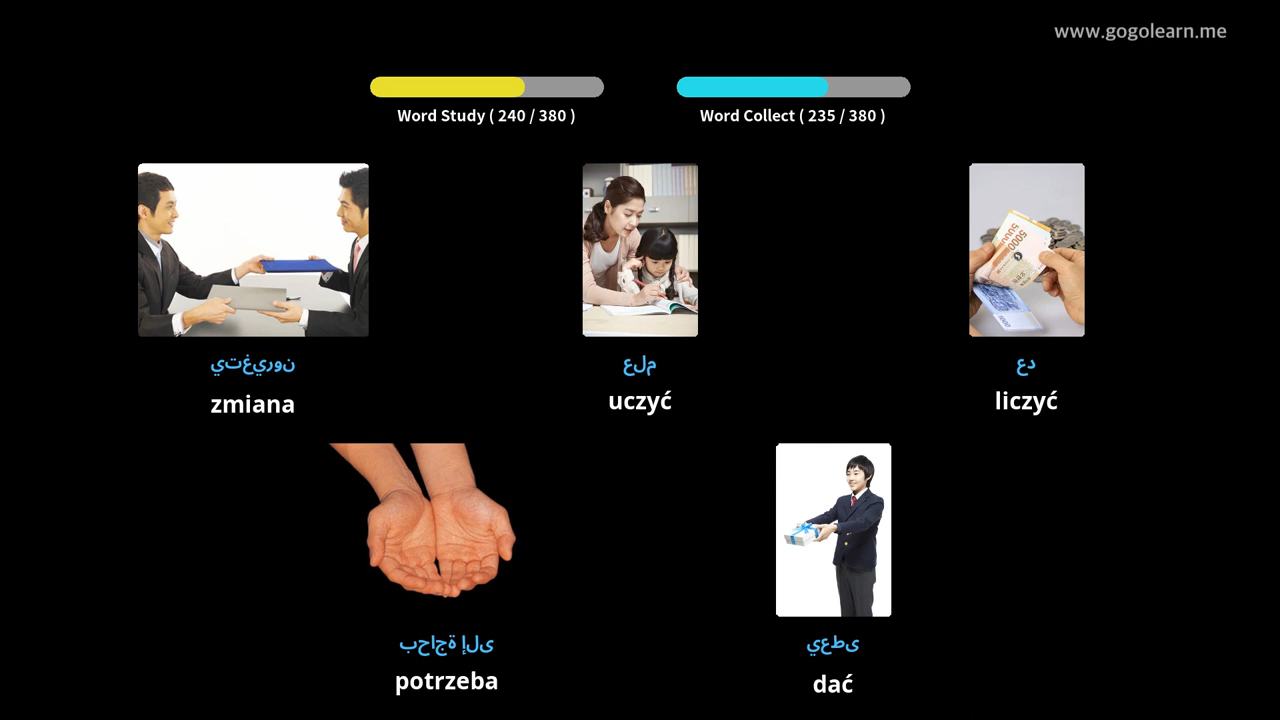 www.gogolearn.me
Word Study ( 240 / 380 )
Word Collect ( 235 / 380 )
يتغيرون
zmiana
علم
uczyć
عد
liczyć
بحاجة إلى
potrzeba
يعطى
dać